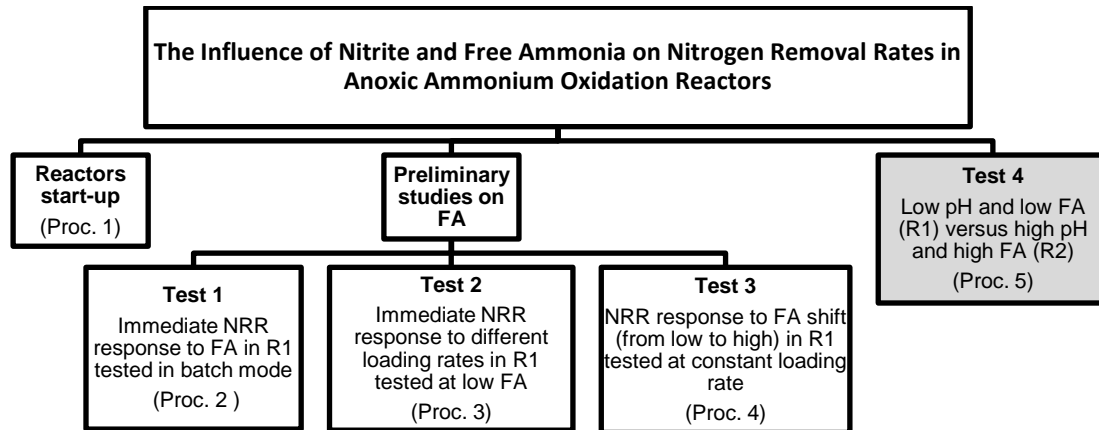 The Influence of Nitrite and Free Ammonia on Nitrogen Removal Rates in
Anoxic Ammonium Oxidation Reactors
Reactors
start-up
(Proc. 1)
Preliminary
studies on
FA
Test 4
Low pH and low FA
(R1) versus high pH
and high FA (R2)
(Proc. 5)
Test 1
Immediate NRR
response to FA in R1
tested in batch mode
(Proc. 2 )
Test 2
Immediate NRR
response to different
loading rates in R1
tested at low FA
(Proc. 3)
Test 3
NRR response to FA shift
(from low to high) in R1
tested at constant loading
rate
(Proc. 4)